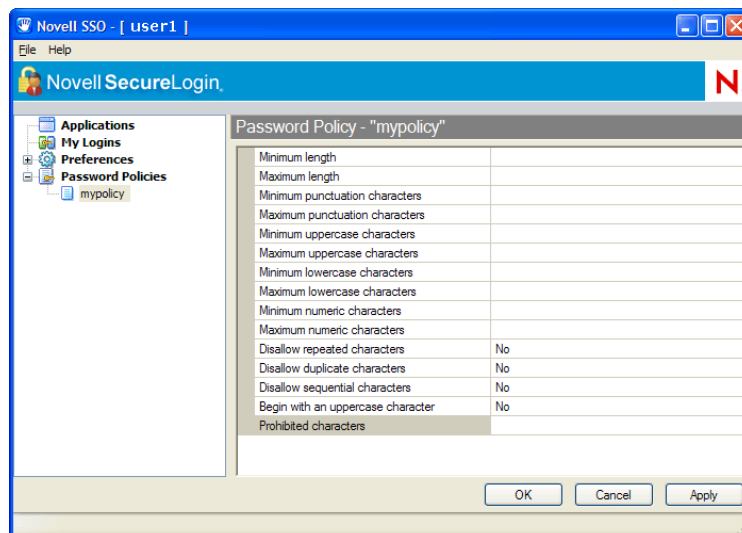 Novell SSO - [ user1 ]
File Help
Novell SecureLogin.
N
Applications
My Logins
Preferences
Password Policies
mypolicy
Password Policy - "mypolicy"
Minimum length
Maximum length
Minimum punctuation characters
Maximum punctuation characters
Minimum uppercase characters
Maximum uppercase characters
Minimum lowercase characters
Maximum lowercase characters
Minimum numeric characters
Maximum numeric characters
Disallow repeated characters No
Disallow duplicate characters No
Disallow sequential characters No
Begin with an uppercase character No
Prohibited characters
OK Cancel Apply